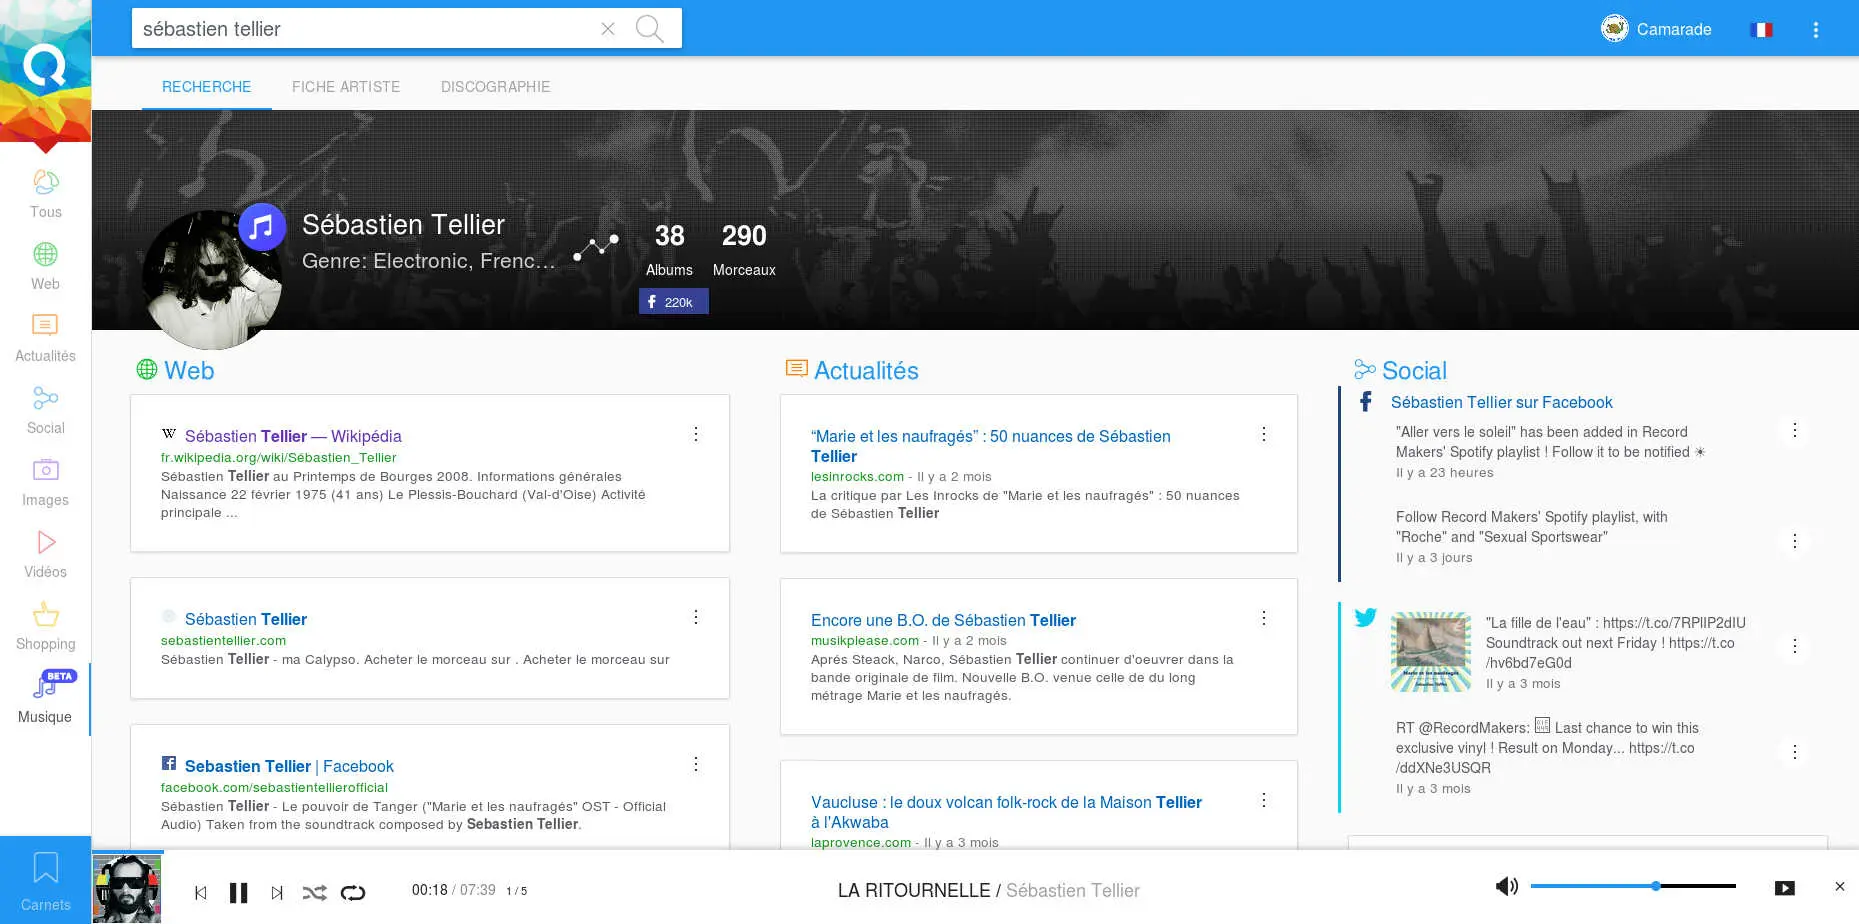 sébastien tellier
Camarade
RECHERCHE
FICHE ARTISTE
DISCOGRAPHIE
Tous
Web
Actualités
Social
Images
Vidéos
Shopping
BETA
Musique
Carnets
Sébastien Tellier
Genre: Electronic, Frenc...
38
Albums
290
Morceaux
220k
Web
Sébastien Tellier — Wikipédia
fr.wikipedia.org/wiki/Sébastien_Tellier
Sébastien Tellier au Printemps de Bourges 2008. Informations générales
Naissance 22 février 1975 (41 ans) Le Plessis-Bouchard (Val-d'Oise) Activité
principale ...
Sébastien Tellier
sebastientellier.com
Sébastien Tellier - ma Calypso. Acheter le morceau sur . Acheter le morceau sur
Sebastien Tellier | Facebook
facebook.com/sebastientellierofficial
Sébastien Tellier - Le pouvoir de Tanger ("Marie et les naufragés" OST - Official
Audio) Taken from the soundtrack composed by Sebastien Tellier.
Actualités
“Marie et les naufragés” : 50 nuances de Sébastien
Tellier
lesinrocks.com - Il y a 2 mois
La critique par Les Inrocks de "Marie et les naufragés" : 50 nuances
de Sébastien Tellier
Encore une B.O. de Sébastien Tellier
musikplease.com - Il y a 2 mois
Aprés Steack, Narco, Sébastien Tellier continuer d'oeuvrer dans la
bande originale de film. Nouvelle B.O. venue celle de du long
métrage Marie et les naufragés.
Vaucluse : le doux volcan folk-rock de la Maison Tellier
à l'Akwaba
laprovence.com - Il y a 3 mois
Social
Sébastien Tellier sur Facebook
"Aller vers le soleil" has been added in Record
Makers' Spotify playlist ! Follow it to be notified ☀
Il y a 23 heures
Follow Record Makers' Spotify playlist, with
"Roche" and "Sexual Sportswear"
Il y a 3 jours
Marie et les naufragés
"La fille de l'eau" : https://t.co/7RPlIP2dIU
Soundtrack out next Friday ! https://t.co
/hv6bd7eG0d
Il y a 3 mois
RT @RecordMakers: Last chance to win this
exclusive vinyl ! Result on Monday... https://t.co
/ddXNe3USQR
Il y a 3 mois
00:18 / 07:39 1 / 5
LA RITOURNELLE / Sébastien Tellier